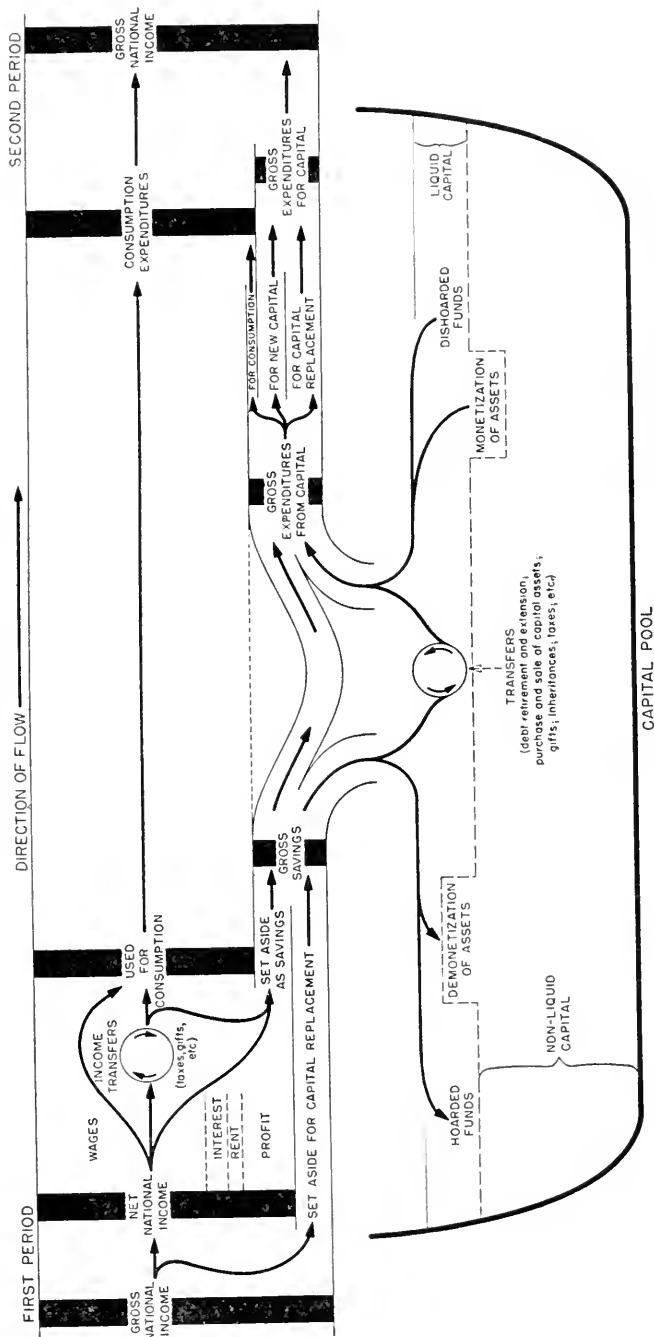 FIRST PERIOD
DIRECTION OF FLOW
SECOND PERIOD
GROSS
NATIONAL
INCOME
NET
NATIONAL
INCOME
WAGES
INCOME
TRANSFERS
(taxes, gifts,
etc)
INTEREST
RENT
PROFIT
SET ASIDE FOR CAPITAL REPLACEMENT
USED
FOR
CONSUMPTION
SET ASIDE
AS SAVINGS
GROSS
SAVINGS
GROSS
EXPENDITURES
FROM CAPITAL
FOR CONSUMPTION
FOR NEW CAPITAL
FOR CAPITAL
REPLACEMENT
CONSUMPTION
EXPENDITURES
GROSS
EXPENDITURES
FOR CAPITAL
GROSS
NATIONAL
INCOME
HOARDED
FUNDS
DEMONETIZATION
OF ASSETS
NON-LIQUID
CAPITAL
TRANSFERS
(debt retirement and extension;
purchase and sale of capital assets;
gifts; inheritances; taxes; etc.)
MONETIZATION
OF ASSETS
DISHOARDED
FUNDS
LIQUID
CAPITAL
CAPITAL POOL